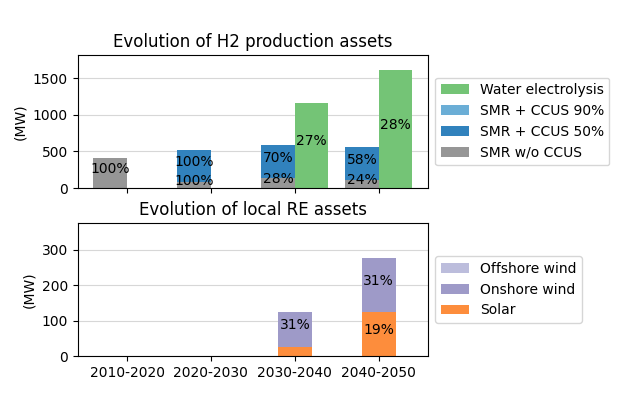 Evolution of H2 production assets
1500
1000
500
0
(MW)
100%
100%
100%
70%
28%
27%
58%
24%
28%
Water electrolysis
SMR + CCUS 90%
SMR + CCUS 50%
SMR w/o CCUS
Evolution of local RE assets
300
200
100
0
(MW)
31%
31%
19%
2010-2020
2020-2030
2030-2040
2040-2050
Offshore wind
Onshore wind
Solar